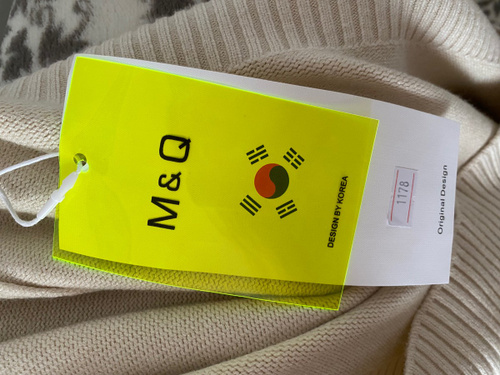 M&Q
DESIGN BY KOREA
1178
Original Design